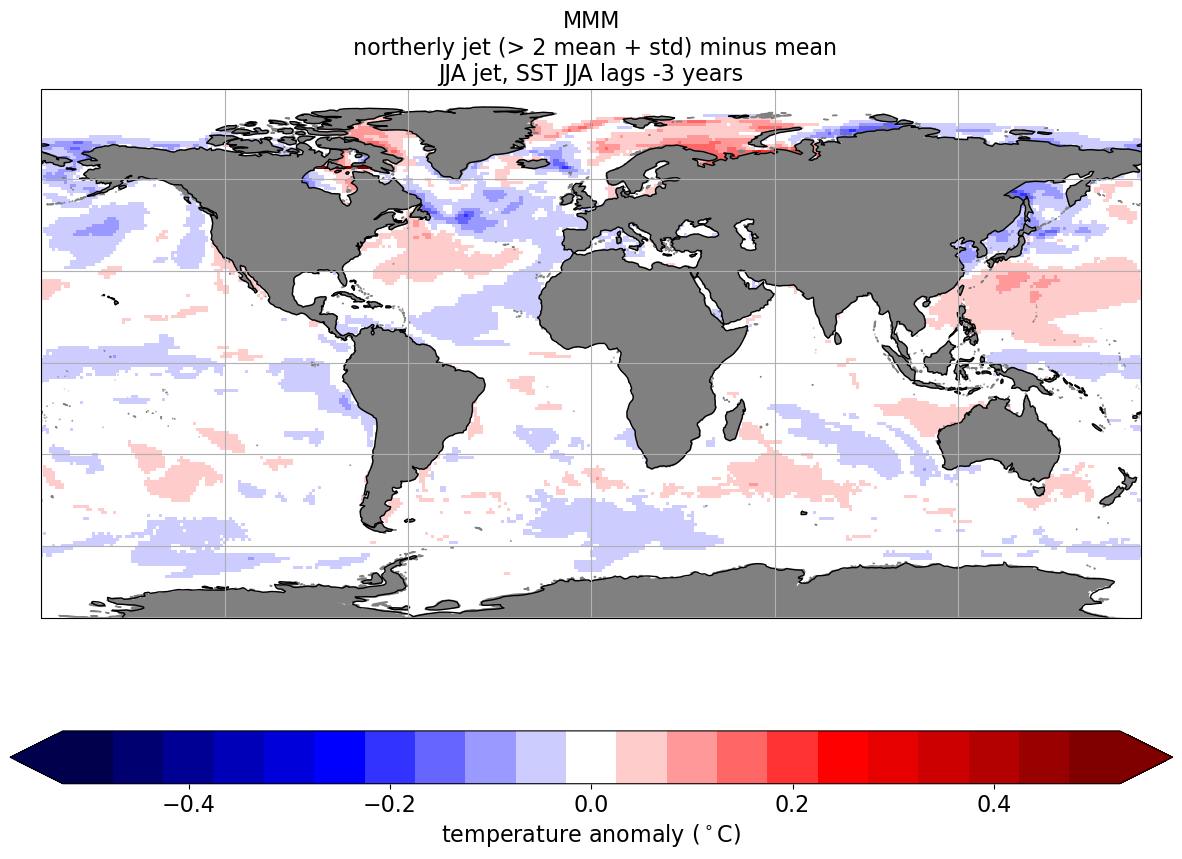 MMM
northerly jet (> 2 mean + std) minus mean
JJA jet, SST JJA lags -3 years
−0.4 −0.2 0.0 0.2 0.4
temperature anomaly (°C)